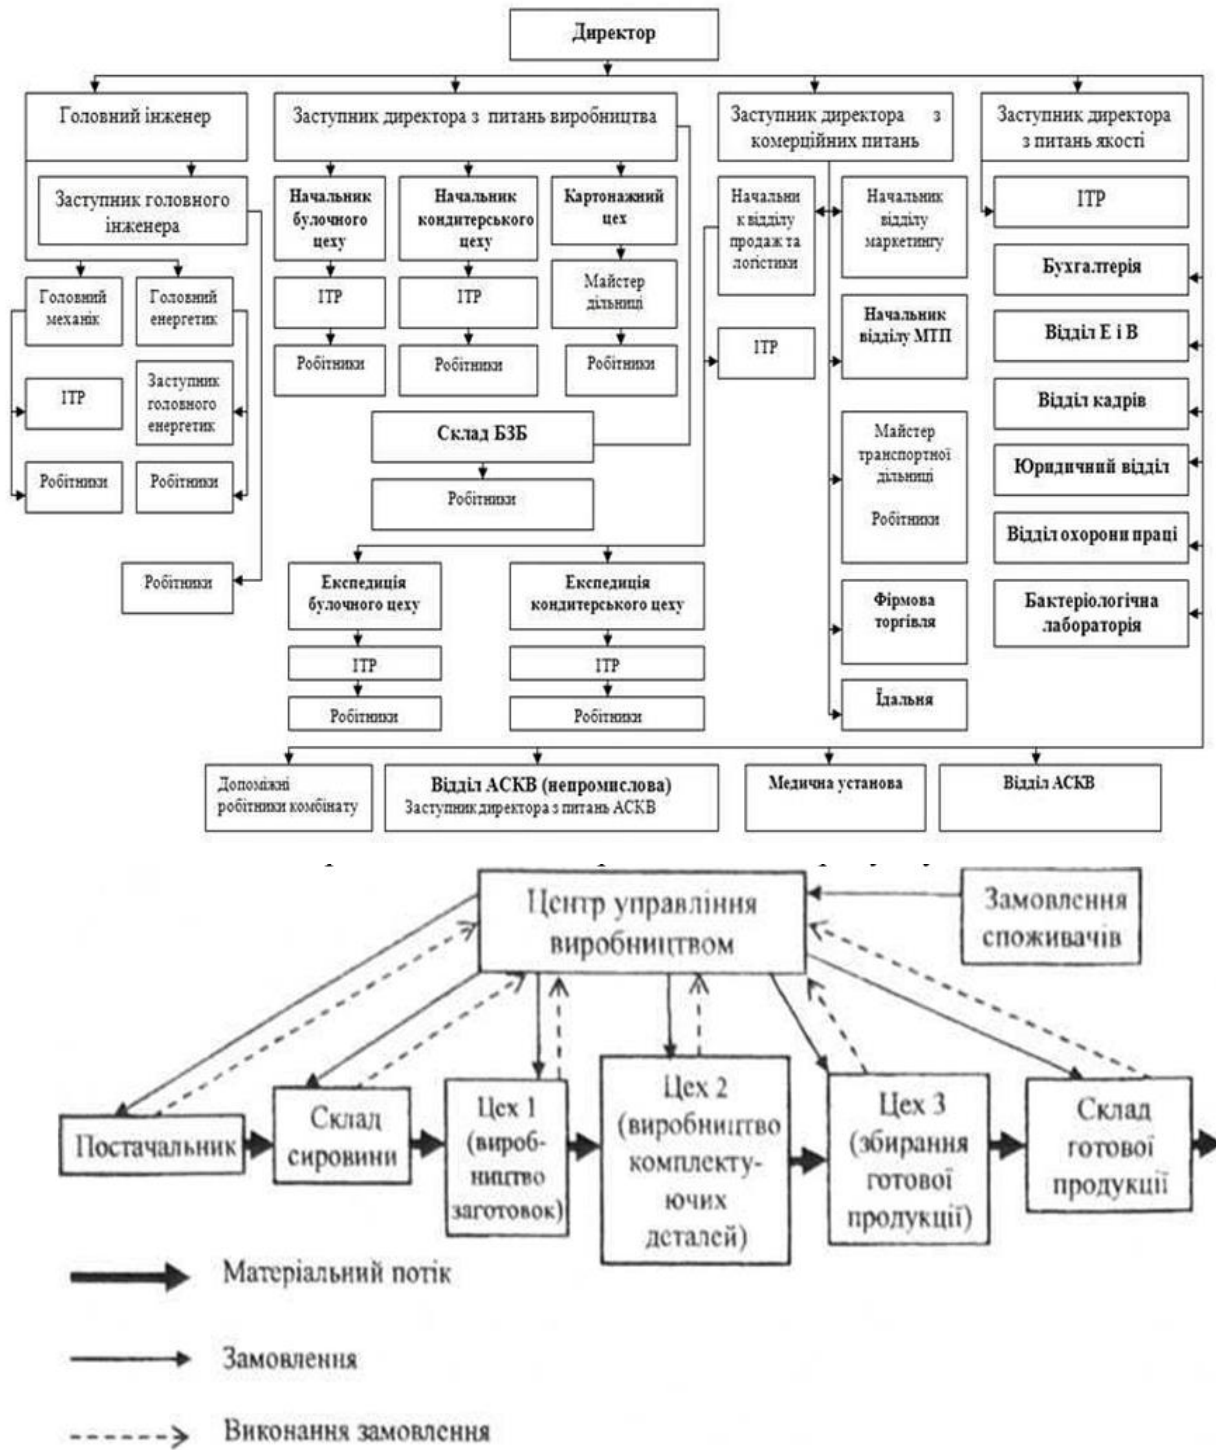 Директор
Головний інженер
Заступник директора з питань виробництва
Заступник директора з
комерційних питань
Заступник директора
з питань якості
Заступник головного
інженера
Начальник
булочного
цеху
Начальник
кондитерського
цеху
Картонажний
цех
Начальни
к відділу
продаж та
логістики
Начальник
відділу
маркетингу
ІТР
Головний
механік
Головний
енергетик
ІТР
ІТР
Майстер
дільниці
Бухгалтерія
Начальник
відділу МТП
Відділ Е і В
ІТР
Робітники
Робітники
Робітники
ІТР
Заступник
головного
енергетик
Відділ кадрів
Склад БЗБ
Майстер
транспортної
дільниці
Робітники
Юридичний відділ
Робітники
Робітники
Робітники
Відділ охорони праці
Робітники
Експедиція
булочного цеху
Експедиція
кондитерського цеху
Фірмова
торгівля
Бактеріологічна
лабораторія
ІТР
ІТР
Робітники
Робітники
Їдальня
Допоміжні
робітники комбінату
Відділ АСКВ (непромислова)
Заступник директора з питань АСКВ
Медична установа
Відділ АСКВ
Центр управління
виробництвом
Замовлення
споживачів
Постачальник
Склад
сировини
Цех 1
(вироб-
ництво
заготовок)
Цех 2
(виробництво
комплекту-
ючих
деталей)
Цех 3
(збирання
готової
продукції)
Склад
готової
продукції
Матеріальний потік
Замовлення
Виконання замовлення